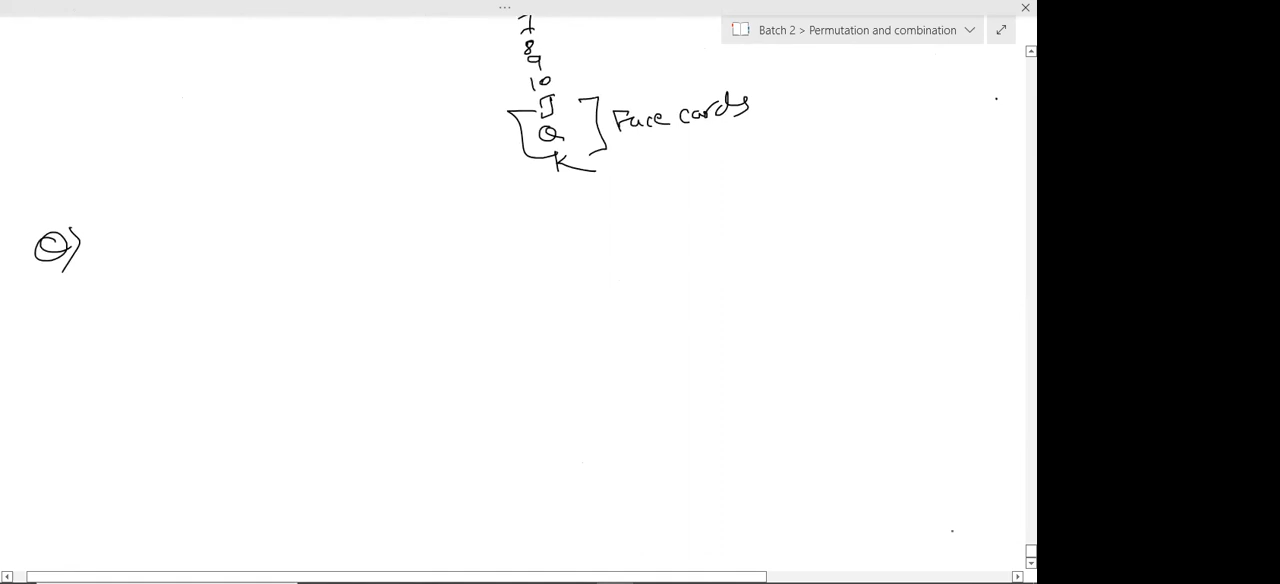 Batch 2 > Permutation and combination
7
8
9
10
J
Q
K
Face cards
Q)